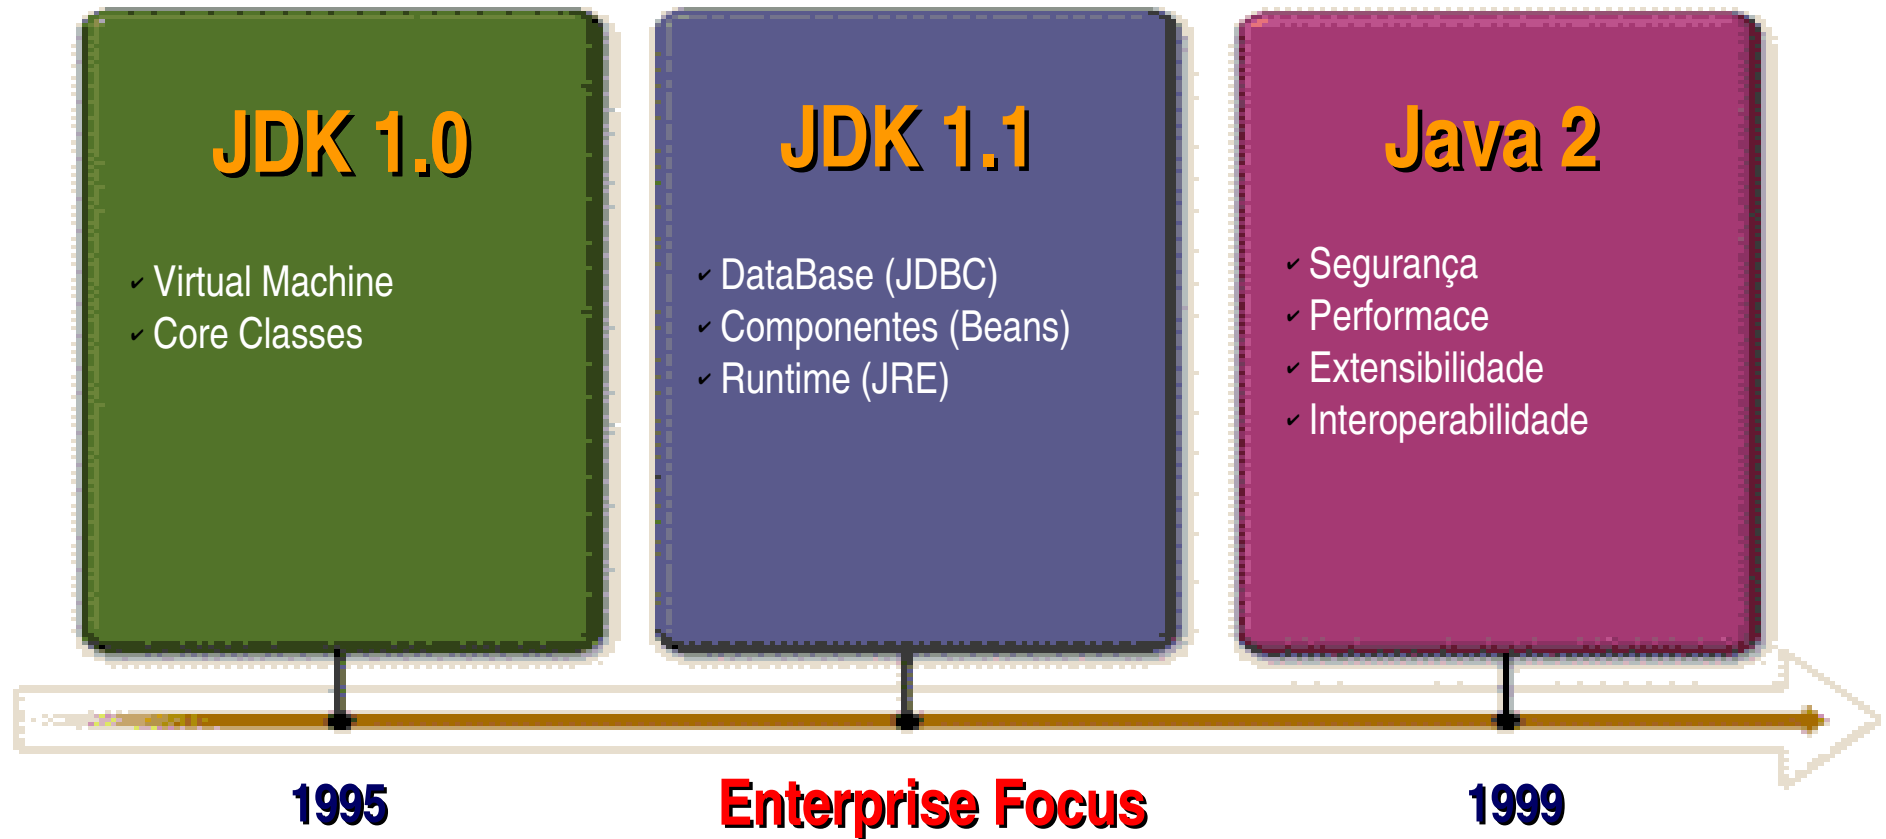 JDK 1.0
✔ Virtual Machine
✔ Core Classes
JDK 1.1
✔ DataBase (JDBC)
✔ Componentes (Beans)
✔ Runtime (JRE)
Java 2
✔ Segurança
✔ Performace
✔ Extensibilidade
✔ Interoperabilidade
1995
Enterprise Focus
1999